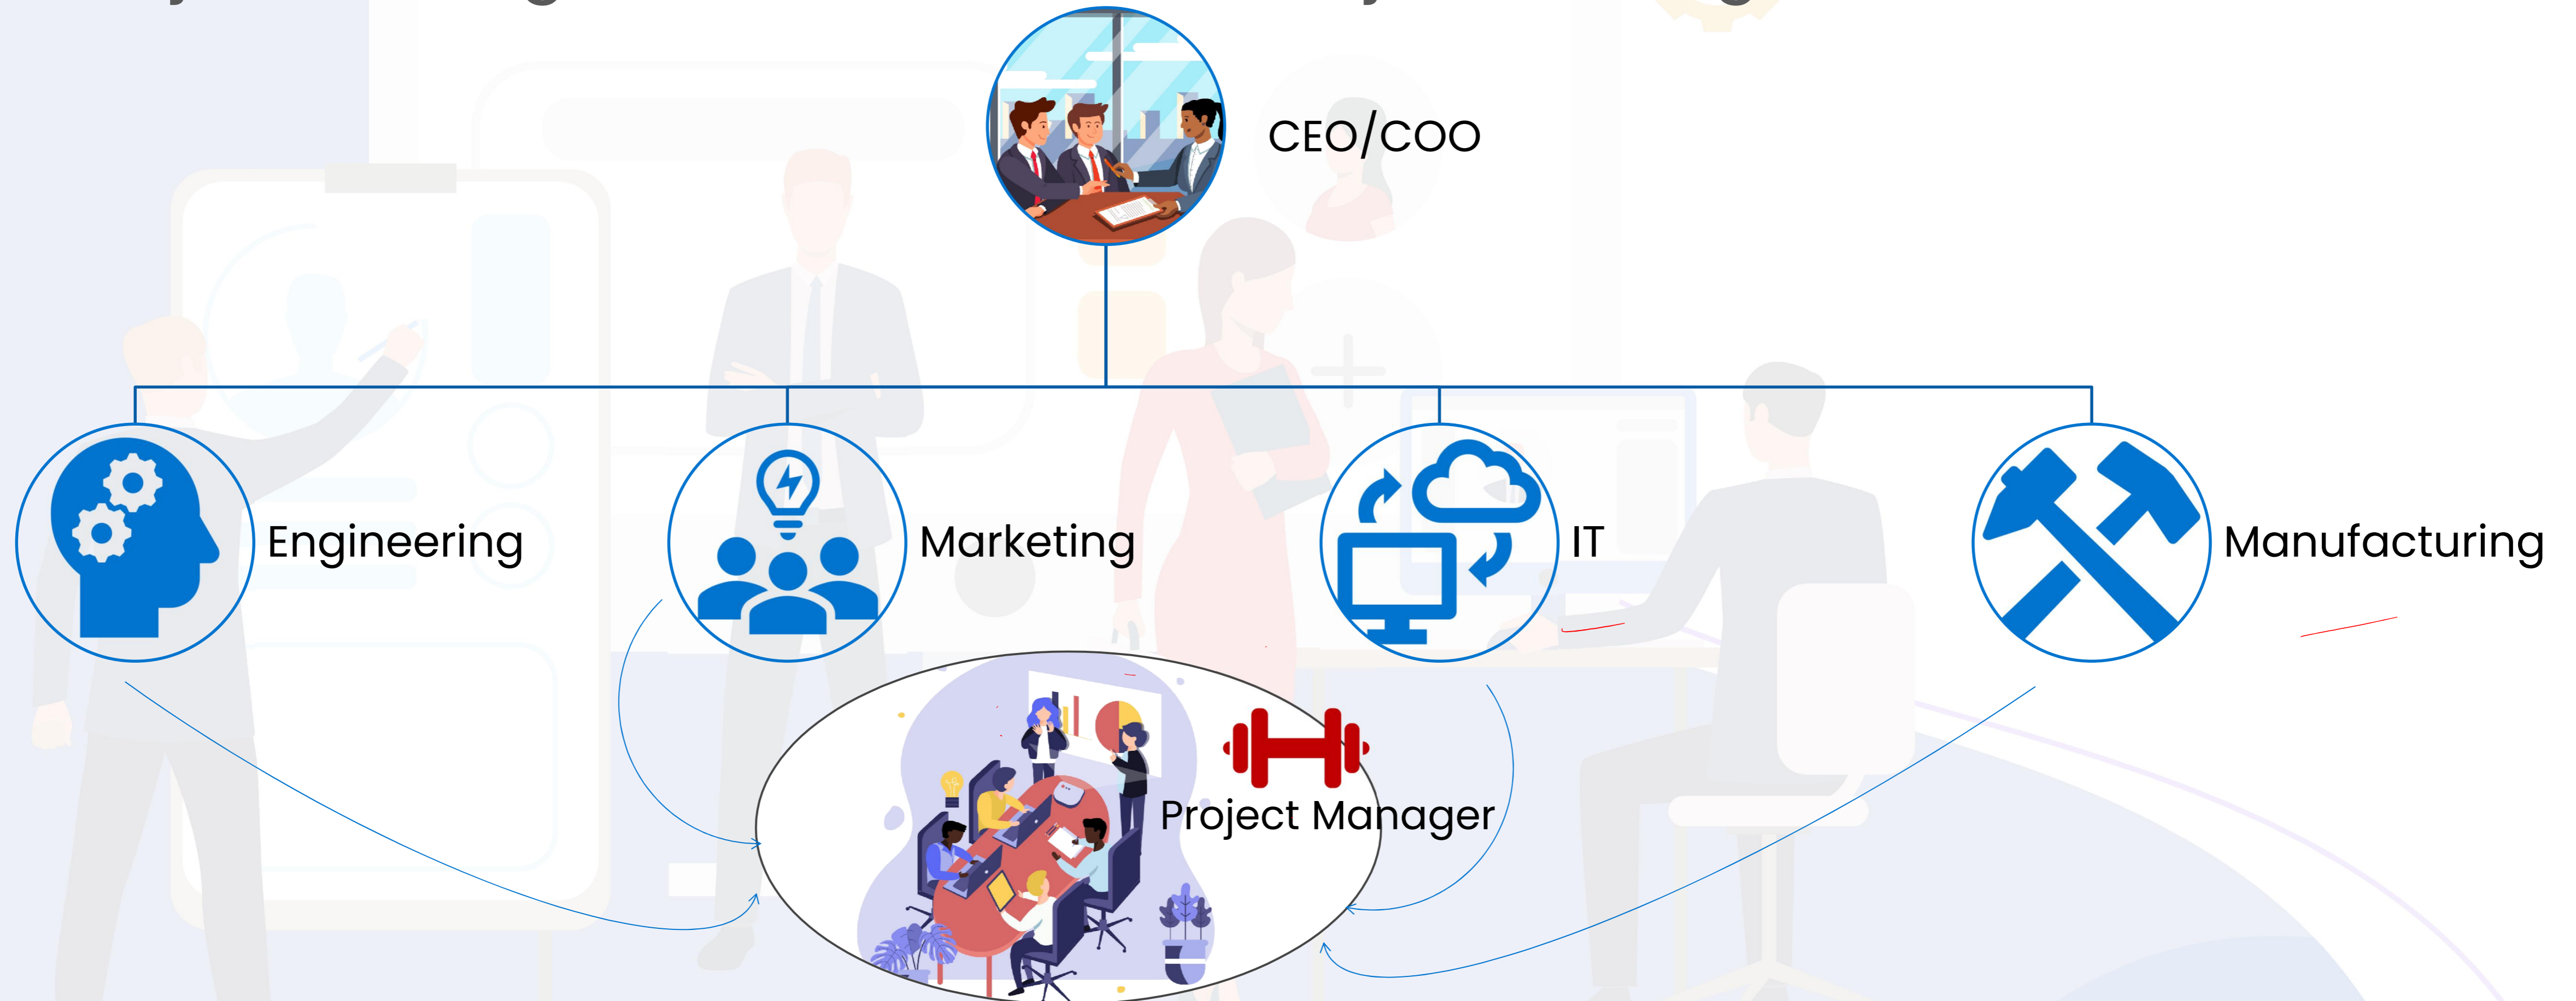 CEO/COO
Engineering
Marketing
IT
Manufacturing
Project Manager